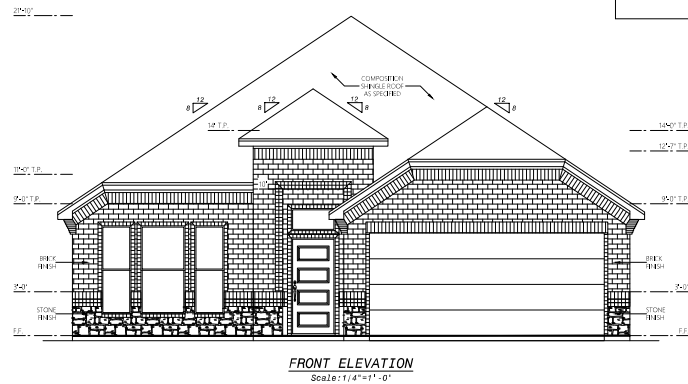 21'-10"
12
8
12
8
COMPOSITION
SHINGLE ROOF
AS SPECIFIED
12
8
12
8
14' T.P.
14'-0" T.P.
12'-7" T.P.
11'-0" T.P.
10'
9'-0" T.P.
9'-0" T.P.
BRICK
FINISH
BRICK
FINISH
3'-0"
3'-0"
STONE
FINISH
STONE
FINISH
F.F.
F.F.
FRONT ELEVATION
Scale:1/4"=1'-0"